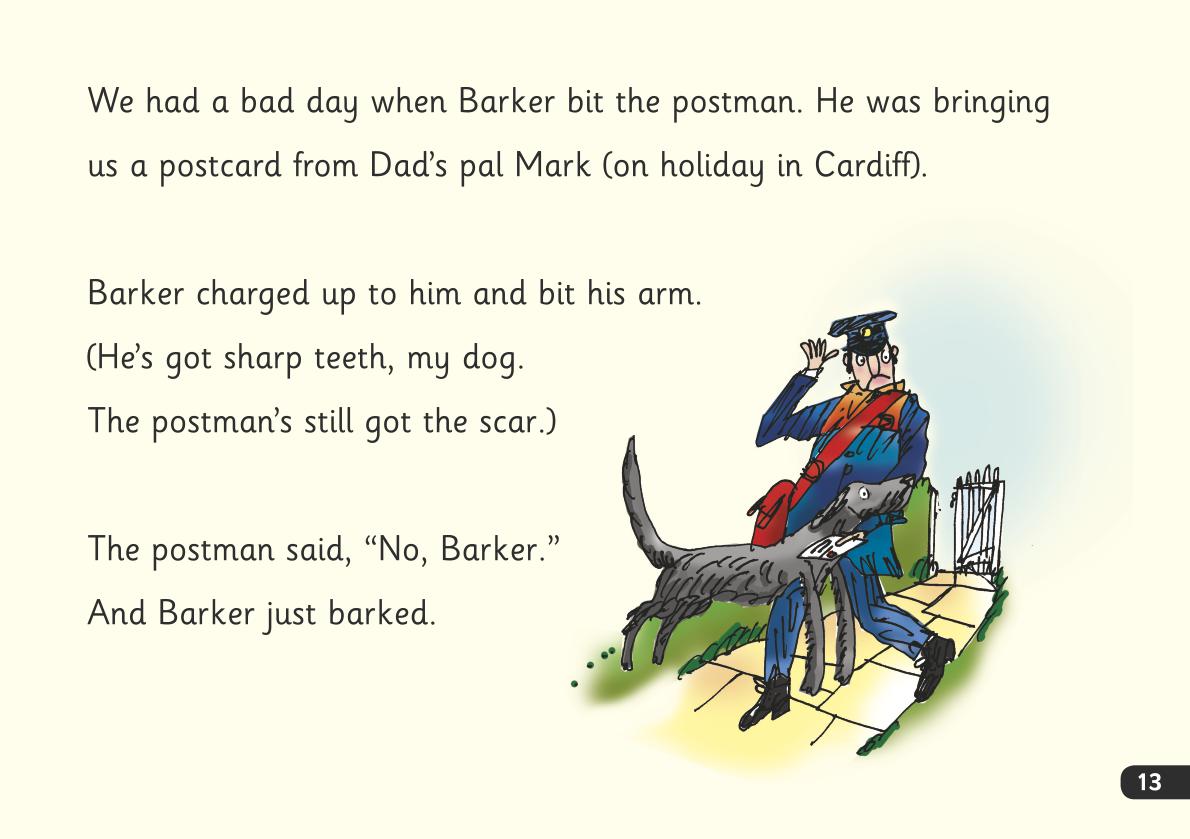 We had a bad day when Barker bit the postman. He was bringing
us a postcard from Dad’s pal Mark (on holiday in Cardiff).
Barker charged up to him and bit his arm.
(He’s got sharp teeth, my dog.
The postman’s still got the scar.)
The postman said, “No, Barker.”
And Barker just barked.
13